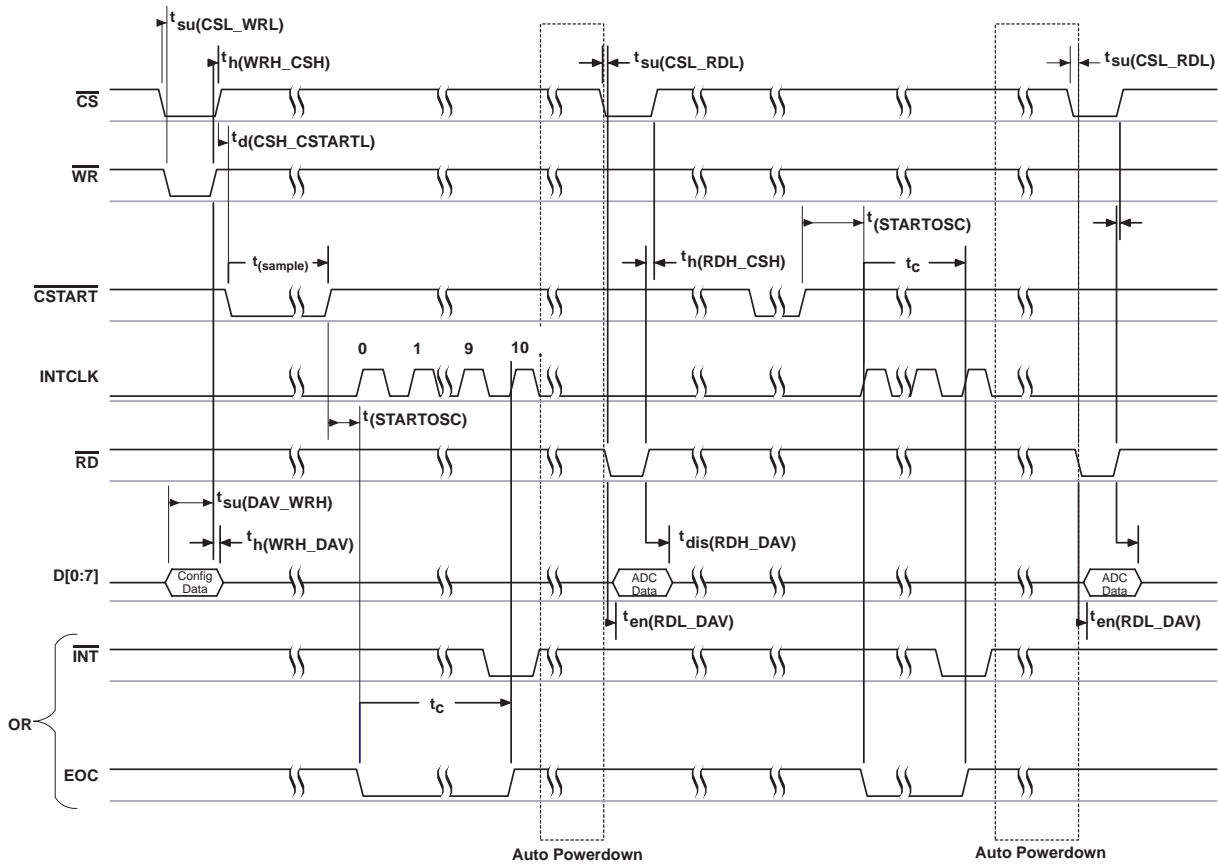 tsu(CSL_WRL)
th(WRH_CSH)
tsu(CSL_RDL)
tsu(CSL_RDL)
CS
td(CSH_CSTARTL)
WR
t(STARTOSC)
t(sample)
th(RDH_CSH)
tc
CSTART
0 1 9 10
INTCLK
t(STARTOSC)
RD
tsu(DAV_WRH)
th(WRH_DAV)
tdis(RDH_DAV)
D[0:7]
Config
Data
ADC
Data
ADC
Data
ten(RDL_DAV)
ten(RDL_DAV)
INT
tc
OR
EOC
Auto Powerdown
Auto Powerdown